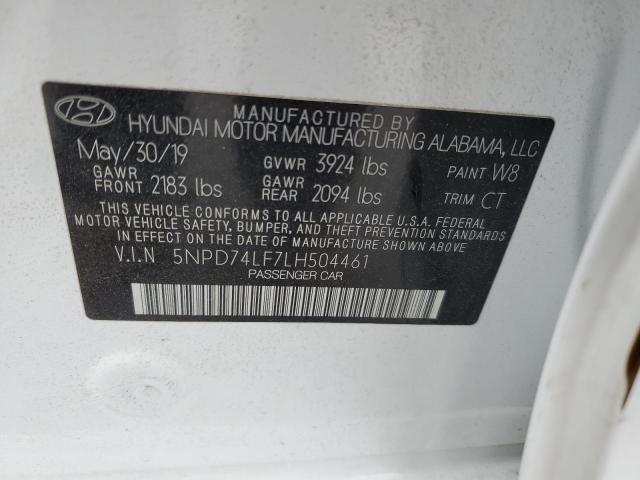 MANUFACTURED BY
HYUNDAI MOTOR MANUFACTURING ALABAMA, LLC
May/30/19 GVWR 3924 lbs PAINT W8
GAWR FRONT 2183 lbs GAWR REAR 2094 lbs TRIM CT
THIS VEHICLE CONFORMS TO ALL APPLICABLE U.S.A. FEDERAL
MOTOR VEHICLE SAFETY, BUMPER, AND THEFT PREVENTION
STANDARDS IN EFFECT ON THE DATE OF MANUFACTURE SHOWN ABOVE.
V.I.N 5NPD74LF7LH504461
PASSENGER CAR